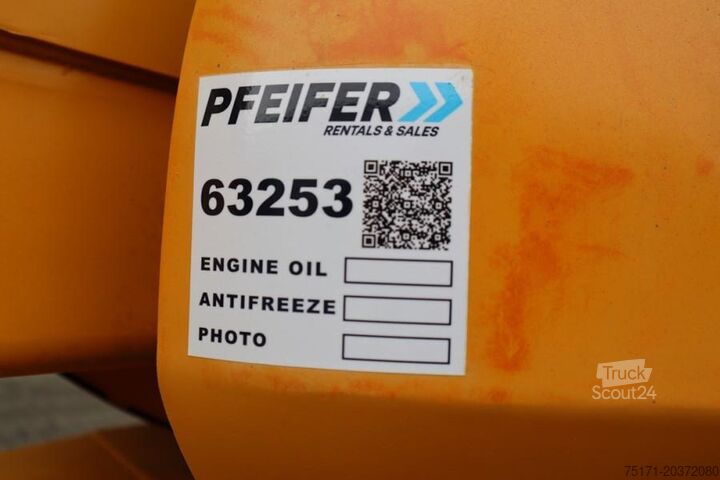 PFEIFER
RENTALS & SALES
63253
ENGINE OIL
ANTIFREEZE
PHOTO
Truck
Scout24
75171-20372080